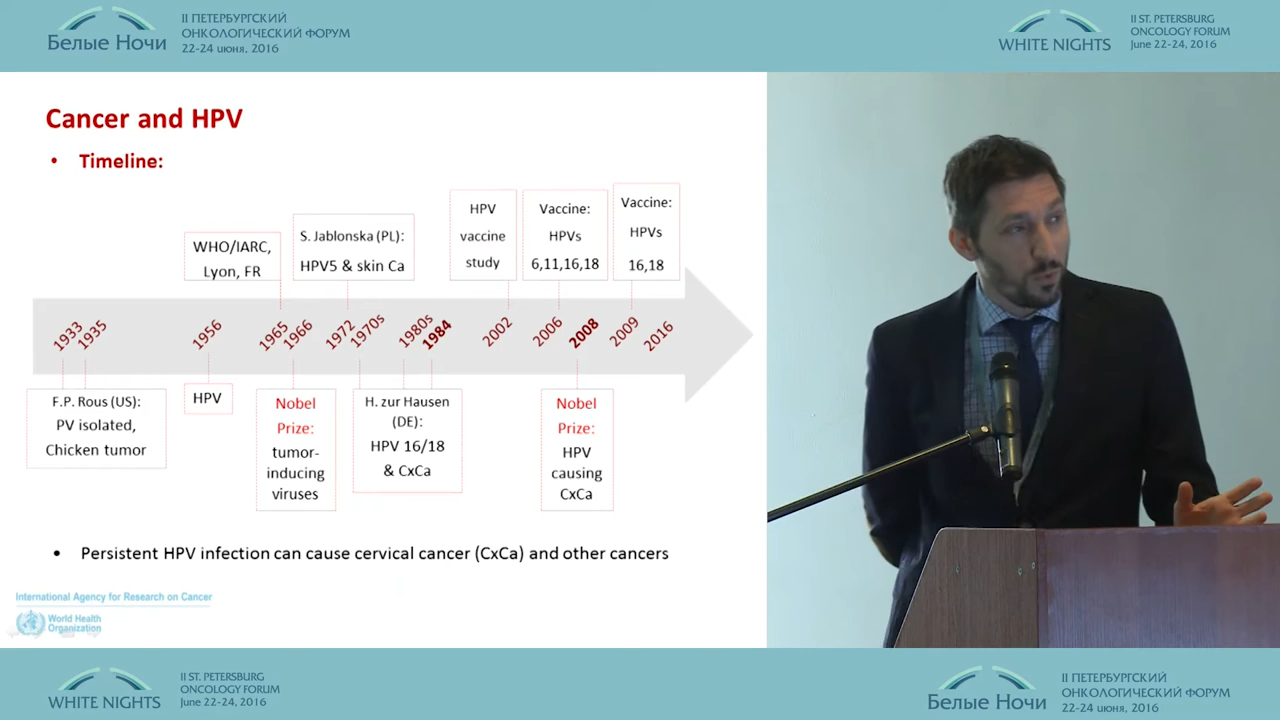 Белые Ночи
II ПЕТЕРБУРГСКИЙ
ОНКОЛОГИЧЕСКИЙ ФОРУМ
22-24 июня, 2016
WHITE NIGHTS
II ST. PETERSBURG
ONCOLOGY FORUM
June 22-24, 2016
Cancer and HPV
• Timeline:
WHO/IARC,
Lyon, FR
S. Jablonska (PL):
HPV5 & skin Ca
HPV
vaccine
study
Vaccine:
HPVs
6,11,16,18
Vaccine:
HPVs
16,18
1933
1935
1956
1965
1966
1972
1970s
1980s
1984
2002
2006
2008
2009
2016
F.P. Rous (US):
PV isolated,
Chicken tumor
HPV
Nobel
Prize:
tumor-
inducing
viruses
H. zur Hausen
(DE):
HPV 16/18
& CxCa
Nobel
Prize:
HPV
causing
CxCa
• Persistent HPV infection can cause cervical cancer (CxCa) and other cancers
International Agency for Research on Cancer
World Health
Organization
WHITE NIGHTS
II ST. PETERSBURG
ONCOLOGY FORUM
June 22-24, 2016
Белые Ночи
II ПЕТЕРБУРГСКИЙ
ОНКОЛОГИЧЕСКИЙ ФОРУМ
22-24 июня, 2016